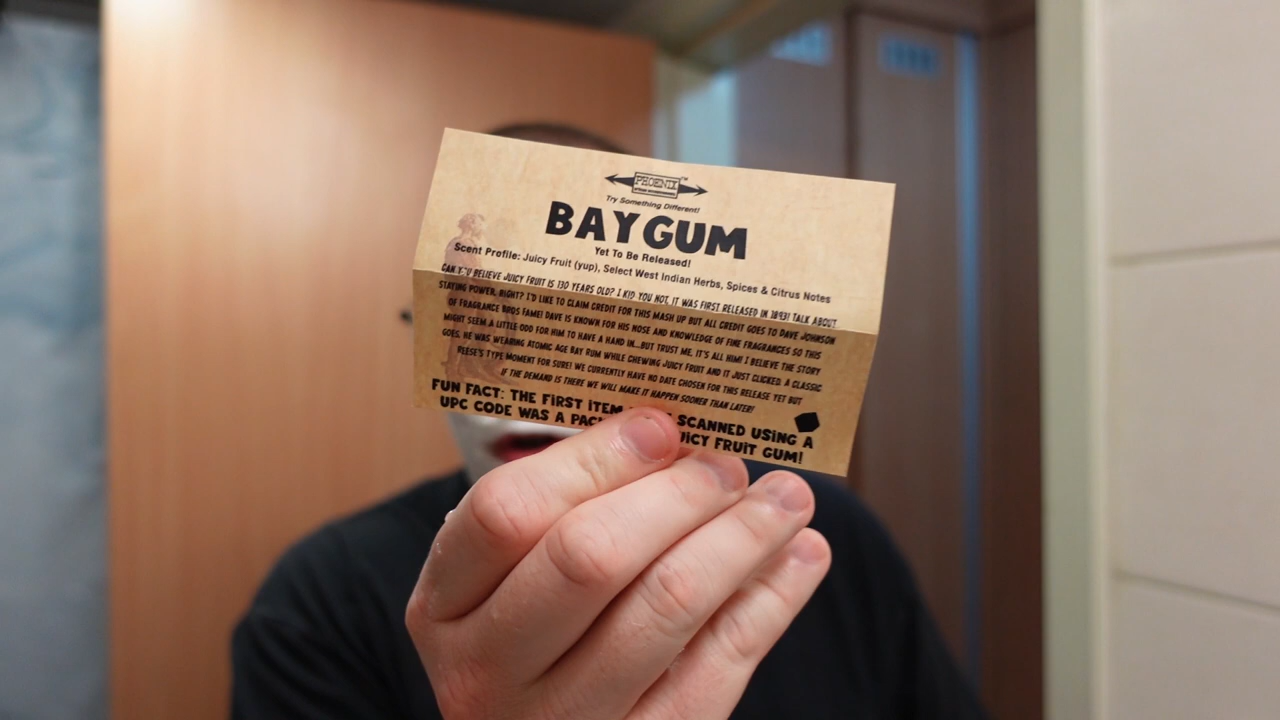 PHOENIX
Try Something Different!
BAYGUM
Yet To Be Released!
Scent Profile: Juicy Fruit (yup), Select West Indian Herbs, Spices & Citrus Notes
CAN YOU BELIEVE JUICY FRUIT IS 130 YEARS OLD? I KID YOU NOT, IT WAS FIRST RELEASED IN 1893! TALK ABOUT
STAYING POWER, RIGHT? I'D LIKE TO CLAIM CREDIT FOR THIS MASH UP BUT ALL CREDIT GOES TO DAVE JOHNSON
OF FRAGRANCE BROS FAME! DAVE IS KNOWN FOR HIS NOSE AND KNOWLEDGE OF FINE FRAGRANCES SO THIS
MIGHT SEEM A LITTLE ODD FOR HIM TO HAVE A HAND IN...BUT TRUST ME, IT'S ALL HIM! I BELIEVE THE STORY
GOES, HE WAS WEARING ATOMIC AGE BAY RUM WHILE CHEWING JUICY FRUIT AND IT JUST CLICKED. A CLASSIC
REESE'S TYPE MOMENT FOR SURE! WE CURRENTLY HAVE NO DATE CHOSEN FOR THIS RELEASE YET BUT
IF THE DEMAND IS THERE WE WILL MAKE IT HAPPEN SOONER THAN LATER!
FUN FACT: THE FIRST ITEM SCANNED USING A
UPC CODE WAS A JUICY FRUIT GUM!